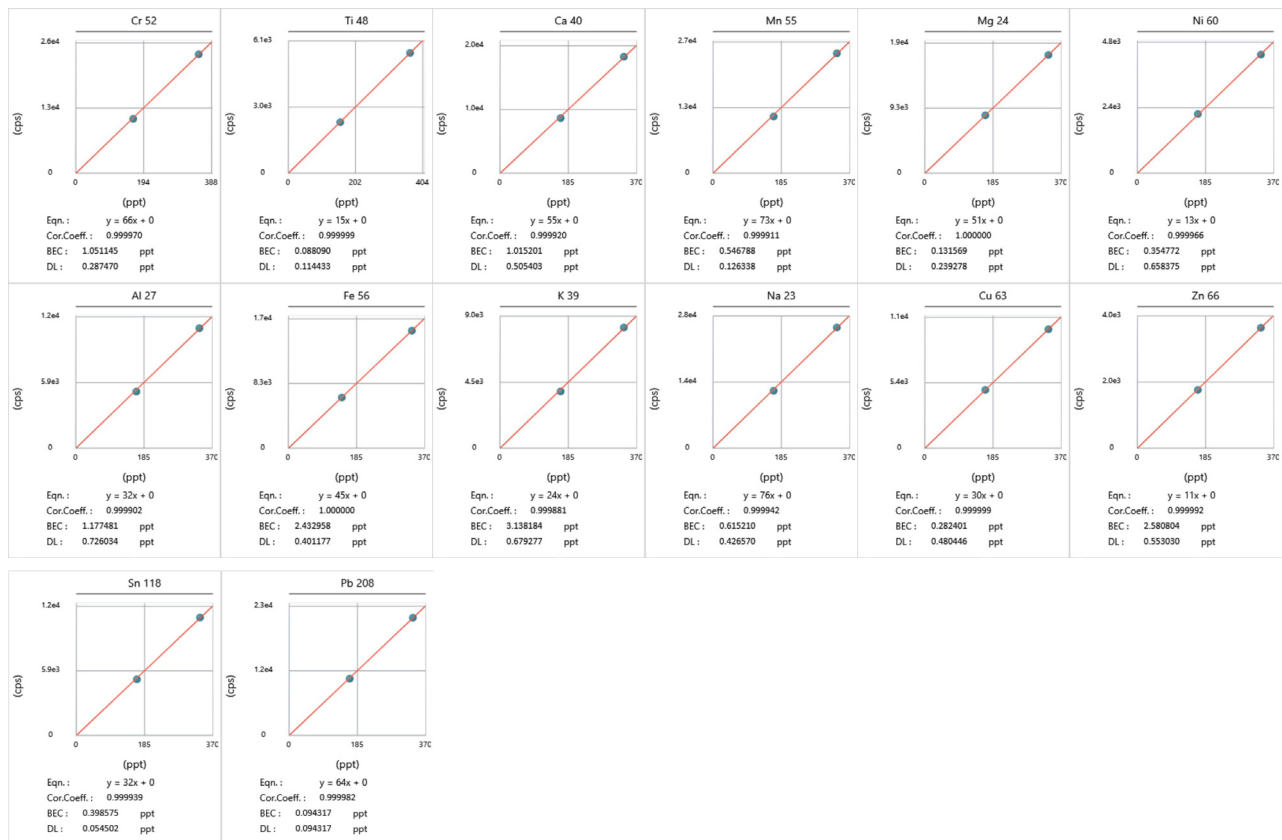 Cr 52
2.6e4
1.3e4
0
(cps)
0 194 388
(ppt)
Eqn. : y = 66x + 0
Cor.Coeff. : 0.999970
BEC : 1.051145 ppt
DL : 0.287470 ppt
Ti 48
6.1e3
3.0e3
0
(cps)
0 202 404
(ppt)
Eqn. : y = 15x + 0
Cor.Coeff. : 0.999999
BEC : 0.088090 ppt
DL : 0.114433 ppt
Ca 40
2.0e4
1.0e4
0
(cps)
0 185 370
(ppt)
Eqn. : y = 55x + 0
Cor.Coeff. : 0.999920
BEC : 1.015201 ppt
DL : 0.505403 ppt
Mn 55
2.7e4
1.3e4
0
(cps)
0 185 370
(ppt)
Eqn. : y = 73x + 0
Cor.Coeff. : 0.999911
BEC : 0.546788 ppt
DL : 0.126338 ppt
Mg 24
1.9e4
9.3e3
0
(cps)
0 185 370
(ppt)
Eqn. : y = 51x + 0
Cor.Coeff. : 1.000000
BEC : 0.131569 ppt
DL : 0.239278 ppt
Ni 60
4.8e3
2.4e3
0
(cps)
0 185 370
(ppt)
Eqn. : y = 13x + 0
Cor.Coeff. : 0.999966
BEC : 0.354772 ppt
DL : 0.658375 ppt
Al 27
1.2e4
5.9e3
0
(cps)
0 185 370
(ppt)
Eqn. : y = 32x + 0
Cor.Coeff. : 0.999902
BEC : 1.177481 ppt
DL : 0.726034 ppt
Fe 56
1.7e4
8.3e3
0
(cps)
0 185 370
(ppt)
Eqn. : y = 45x + 0
Cor.Coeff. : 1.000000
BEC : 2.432958 ppt
DL : 0.401177 ppt
K 39
9.0e3
4.5e3
0
(cps)
0 185 370
(ppt)
Eqn. : y = 24x + 0
Cor.Coeff. : 0.999881
BEC : 3.138184 ppt
DL : 0.679277 ppt
Na 23
2.8e4
1.4e4
0
(cps)
0 185 370
(ppt)
Eqn. : y = 76x + 0
Cor.Coeff. : 0.999942
BEC : 0.615210 ppt
DL : 0.426570 ppt
Cu 63
1.1e4
5.4e3
0
(cps)
0 185 370
(ppt)
Eqn. : y = 30x + 0
Cor.Coeff. : 0.999999
BEC : 0.282401 ppt
DL : 0.480446 ppt
Zn 66
4.0e3
2.0e3
0
(cps)
0 185 370
(ppt)
Eqn. : y = 11x + 0
Cor.Coeff. : 0.999992
BEC : 2.580804 ppt
DL : 0.553030 ppt
Sn 118
1.2e4
5.9e3
0
(cps)
0 185 370
(ppt)
Eqn. : y = 32x + 0
Cor.Coeff. : 0.999939
BEC : 0.398575 ppt
DL : 0.054502 ppt
Pb 208
2.3e4
1.2e4
0
(cps)
0 185 370
(ppt)
Eqn. : y = 64x + 0
Cor.Coeff. : 0.999982
BEC : 0.094317 ppt
DL : 0.094317 ppt